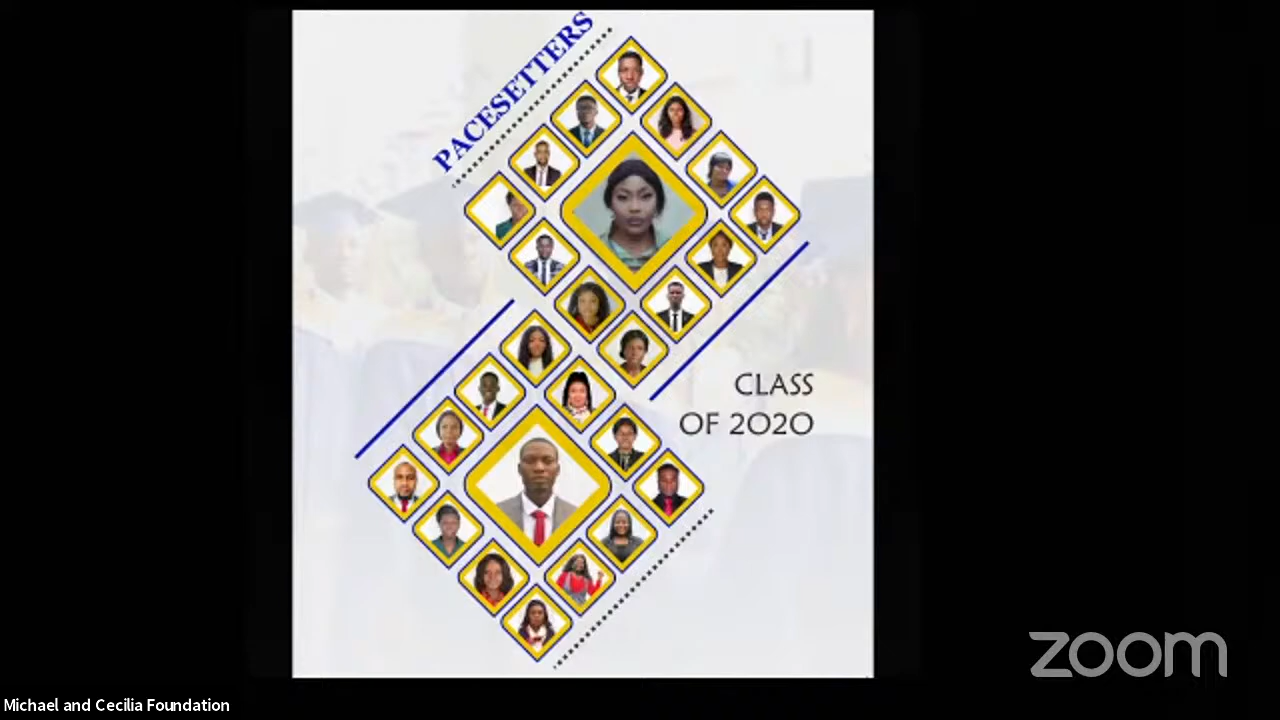 PACESETTERS
CLASS
OF 2020
zoom
Michael and Cecilia Foundation